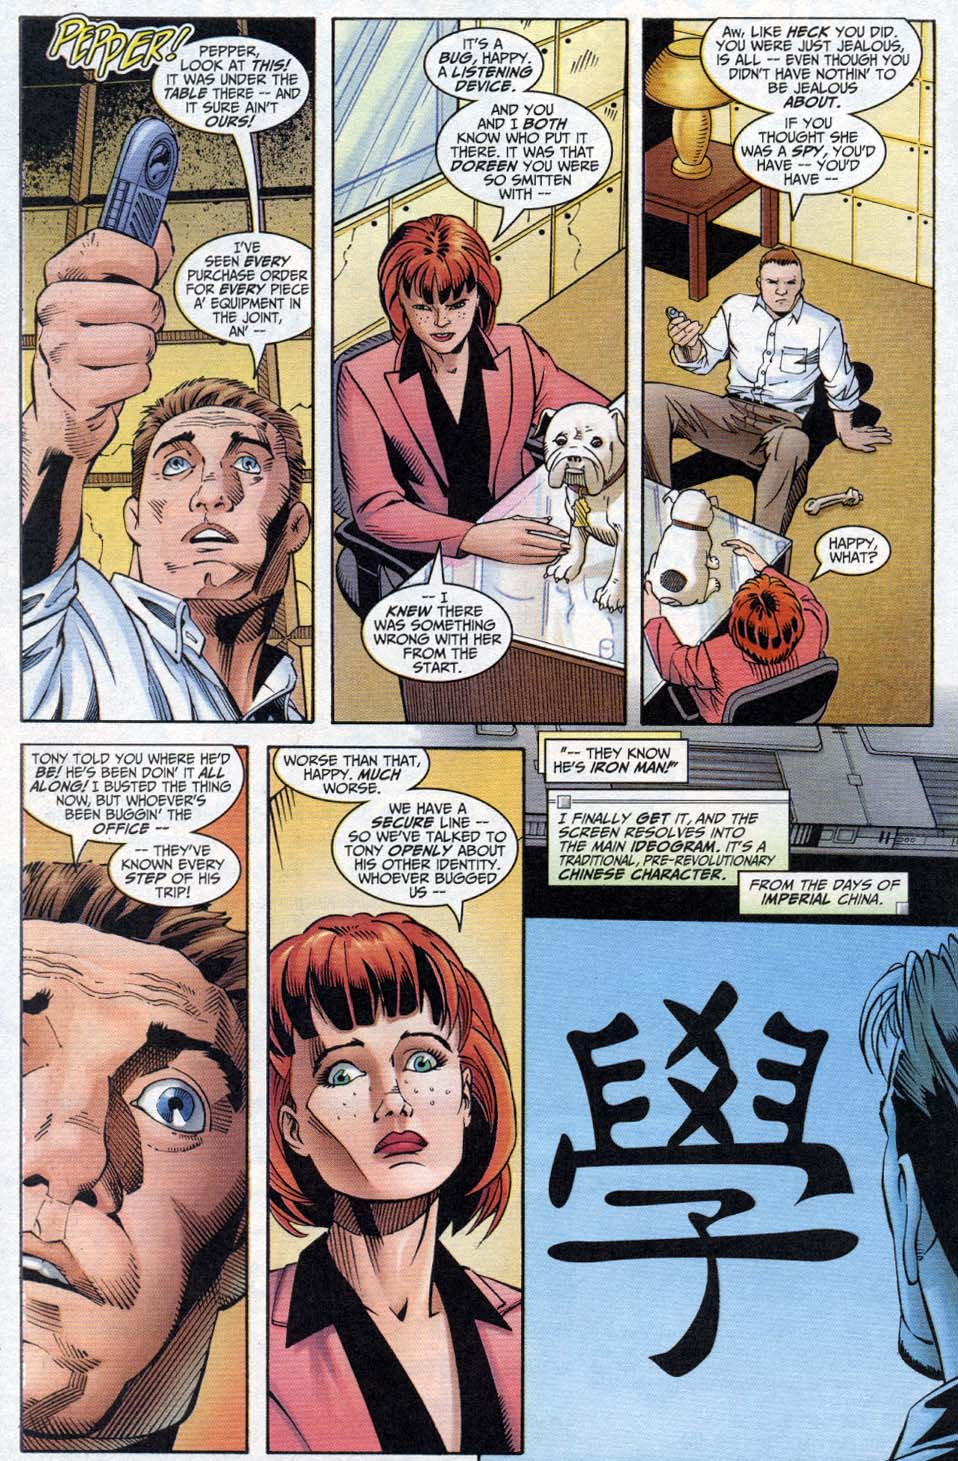 PEPPER!
PEPPER,
LOOK AT THIS!
IT WAS UNDER THE
TABLE THERE -- AND
IT SURE AIN'T
OURS!
I'VE
SEEN EVERY
PURCHASE ORDER
FOR EVERY PIECE
A' EQUIPMENT IN
THE JOINT,
AN' --
IT'S A
BUG, HAPPY.
A LISTENING
DEVICE.
AND YOU
AND I BOTH
KNOW WHO PUT IT
THERE. IT WAS THAT
DOREEN YOU WERE
SO SMITTEN
WITH --
-- I
KNEW THERE
WAS SOMETHING
WRONG WITH HER
FROM THE
START.
AW, LIKE HECK YOU DID.
YOU WERE JUST JEALOUS,
IS ALL -- EVEN THOUGH YOU
DIDN'T HAVE NOTHIN' TO
BE JEALOUS
ABOUT.
IF YOU
THOUGHT SHE
WAS A SPY, YOU'D
HAVE -- YOU'D
HAVE --
HAPPY,
WHAT?
TONY TOLD YOU WHERE HE'D
BE! HE'S BEEN DOIN' IT ALL
ALONG! I BUSTED THE THING
NOW, BUT WHOEVER'S
BEEN BUGGIN' THE
OFFICE --
-- THEY'VE
KNOWN EVERY
STEP OF HIS
TRIP!
WORSE THAN THAT,
HAPPY. MUCH
WORSE.
WE HAVE A
SECURE LINE --
SO WE'VE TALKED TO
TONY OPENLY ABOUT
HIS OTHER IDENTITY.
WHOEVER BUGGED
US --
"-- THEY KNOW
HE'S IRON MAN!"
I FINALLY GET IT, AND THE
SCREEN RESOLVES INTO
THE MAIN IDEOGRAM. IT'S A
TRADITIONAL, PRE-REVOLUTIONARY
CHINESE CHARACTER.
FROM THE DAYS OF
IMPERIAL CHINA.
學